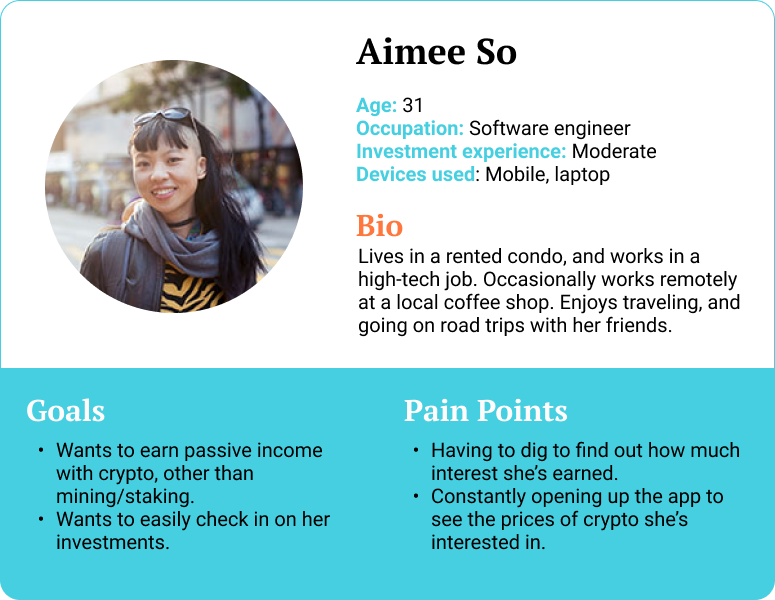 Aimee So
Age: 31
Occupation: Software engineer
Investment experience: Moderate
Devices used: Mobile, laptop
Bio
Lives in a rented condo, and works in a
high-tech job. Occasionally works remotely
at a local coffee shop. Enjoys traveling, and
going on road trips with her friends.
Goals
• Wants to earn passive income
with crypto, other than
mining/staking.
• Wants to easily check in on her
investments.
Pain Points
• Having to dig to find out how much
interest she’s earned.
• Constantly opening up the app to
see the prices of crypto she’s
interested in.